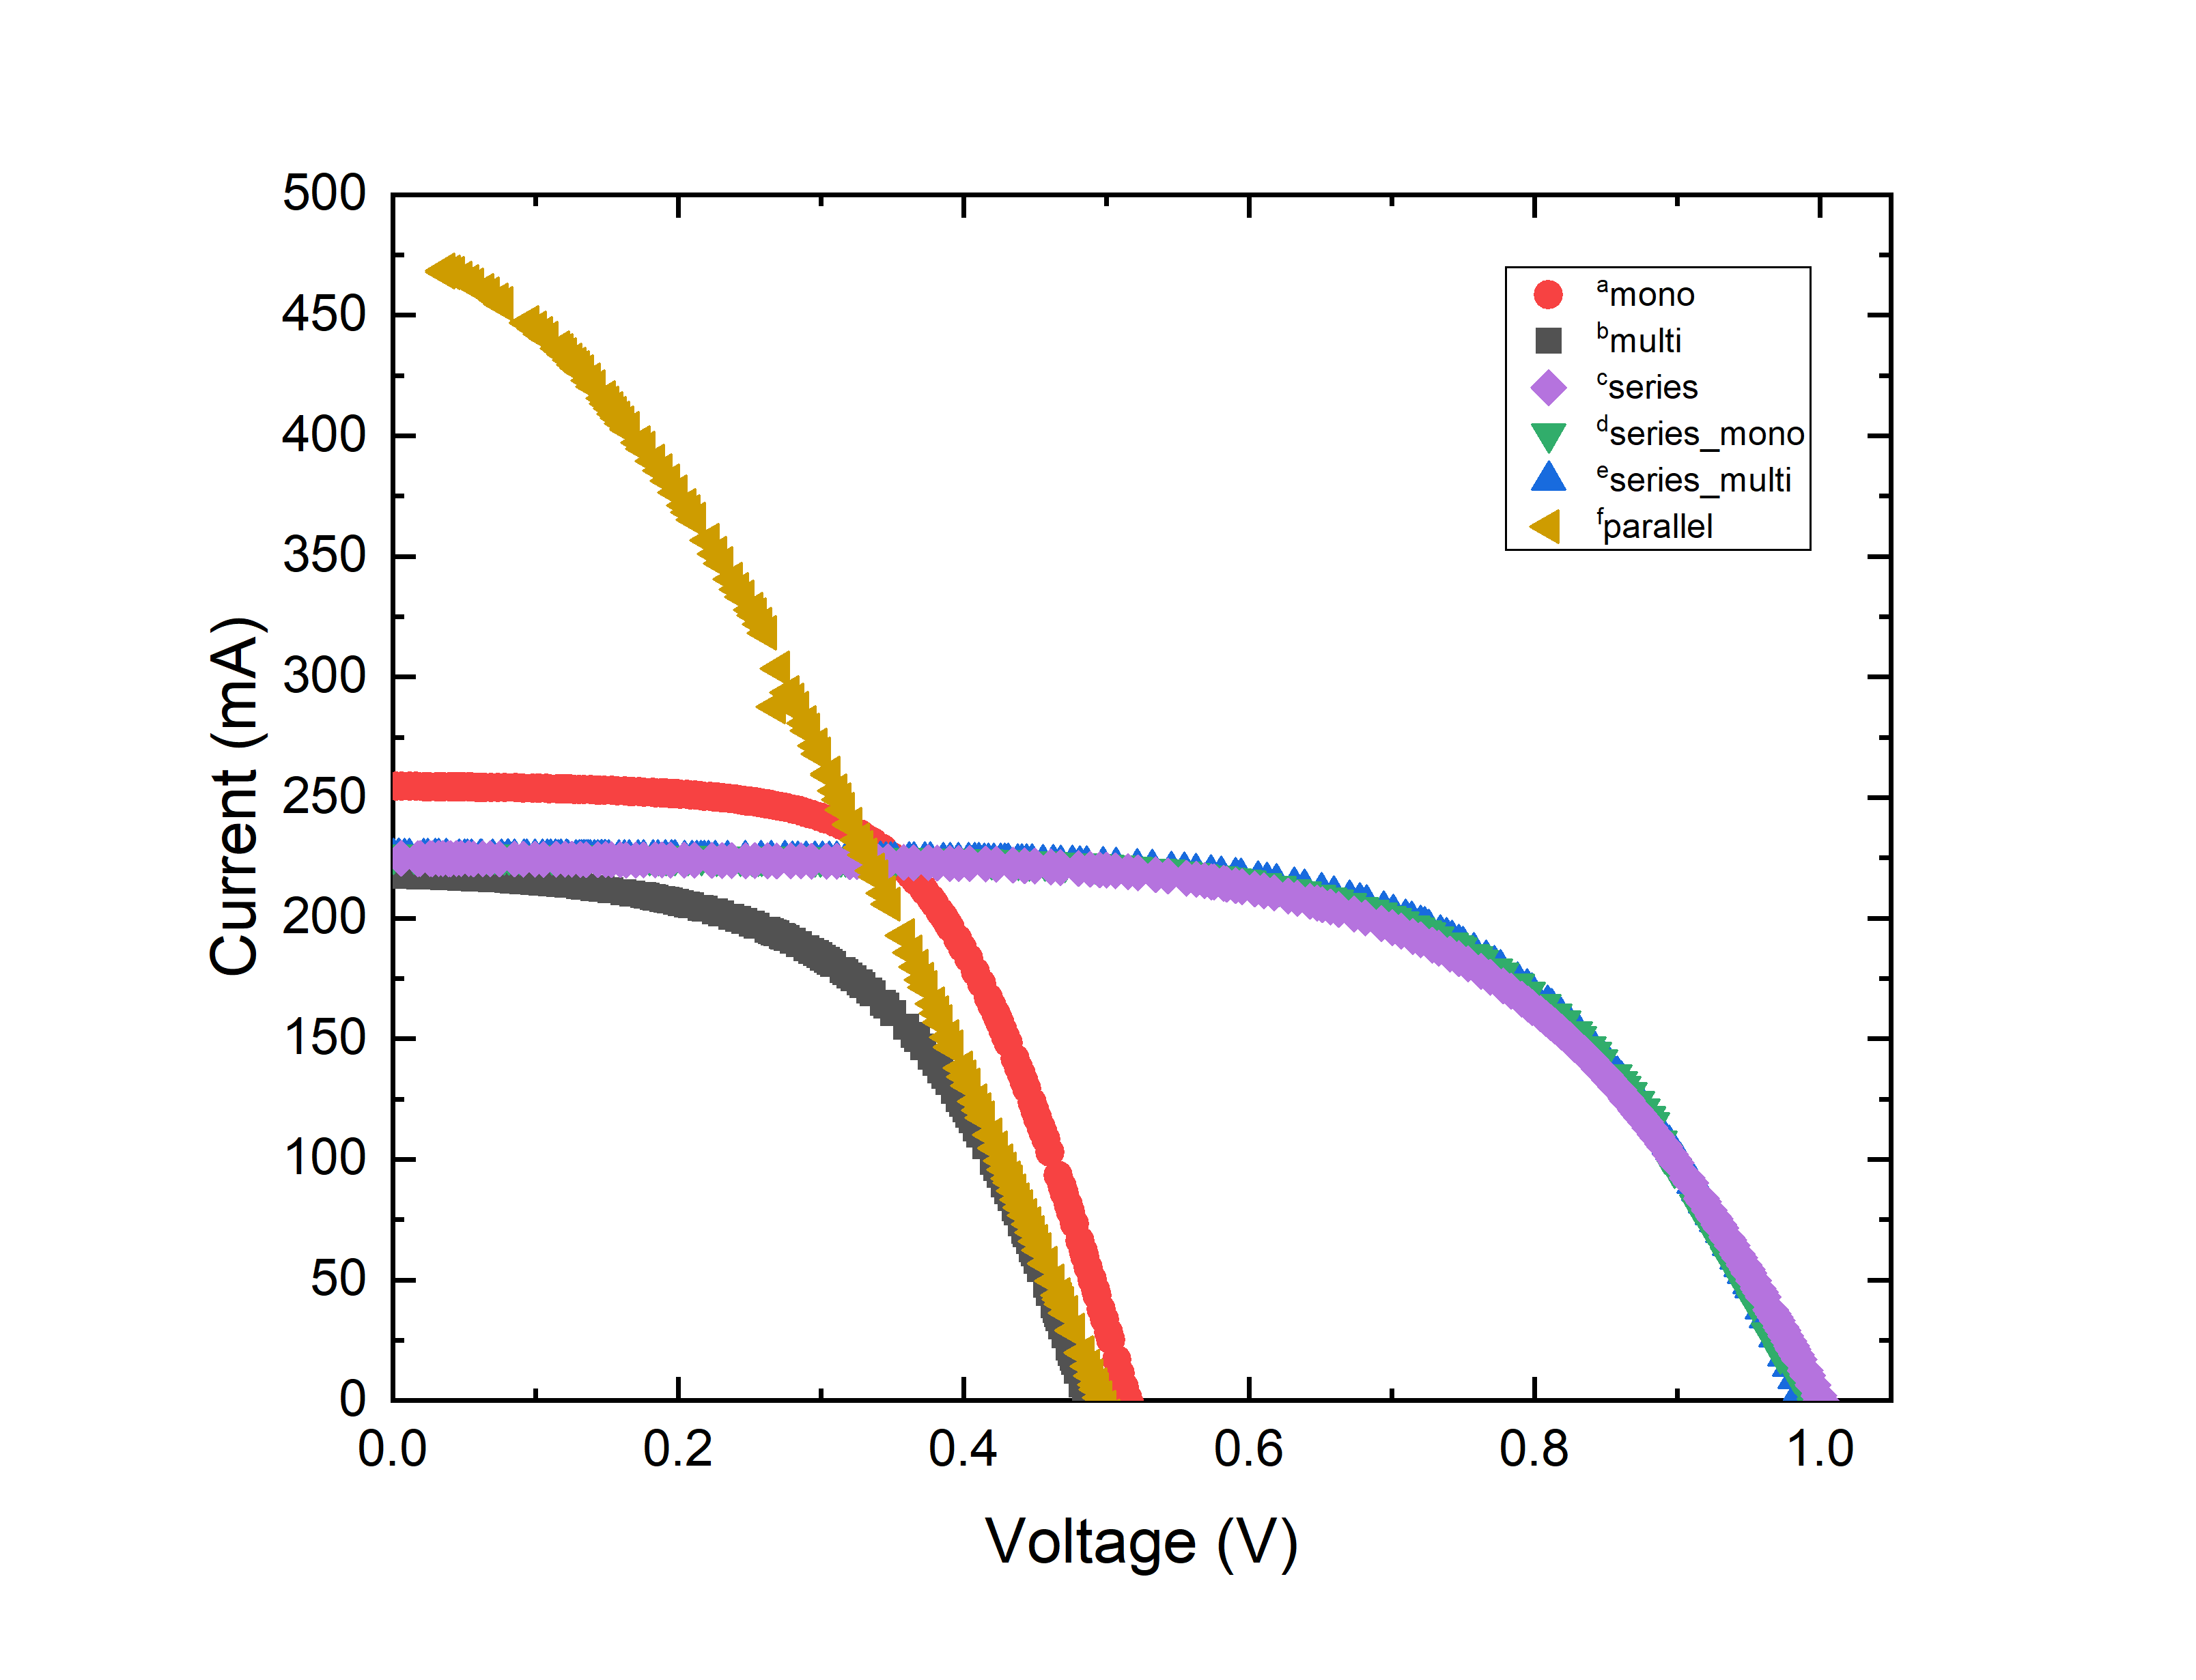 500
450
400
350
300
250
200
150
100
50
0
Current (mA)
0.0 0.2 0.4 0.6 0.8 1.0
Voltage (V)
ᵃmono
ᵇmulti
ᶜseries
ᵈseries_mono
ᵉseries_multi
ᶠparallel